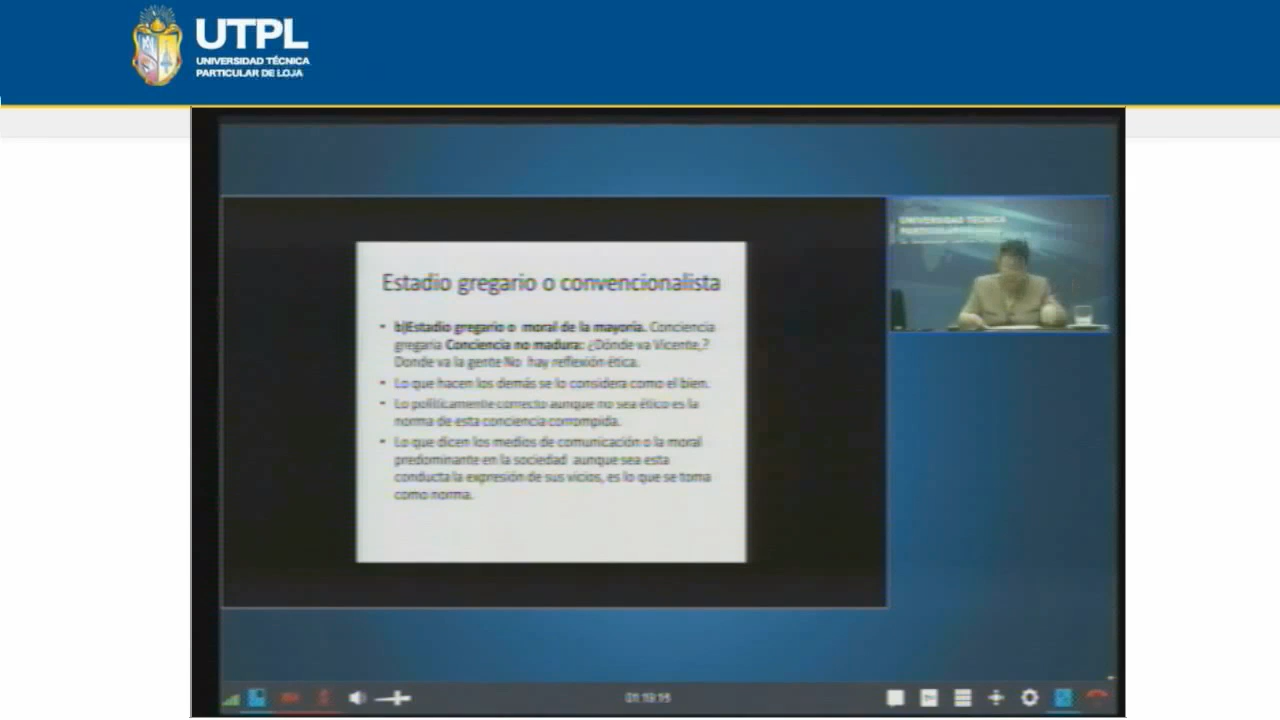 UTPL
UNIVERSIDAD TÉCNICA
PARTICULAR DE LOJA
UNIVERSIDAD TÉCNICA
PARTICULAR
Estadio gregario o convencionalista
• b)Estadio gregario o moral de la mayoría. Conciencia
gregaria Conciencia no madura: ¿Dónde va Vicente,?
Donde va la gente No hay reflexión ética.
• Lo que hacen los demás se lo considera como el bien.
• Lo políticamente correcto aunque no sea ético es la
norma de esta conciencia corrompida.
• Lo que dicen los medios de comunicación o la moral
predominante en la sociedad aunque sea esta
conducta la expresión de sus vicios, es lo que se toma
como norma.